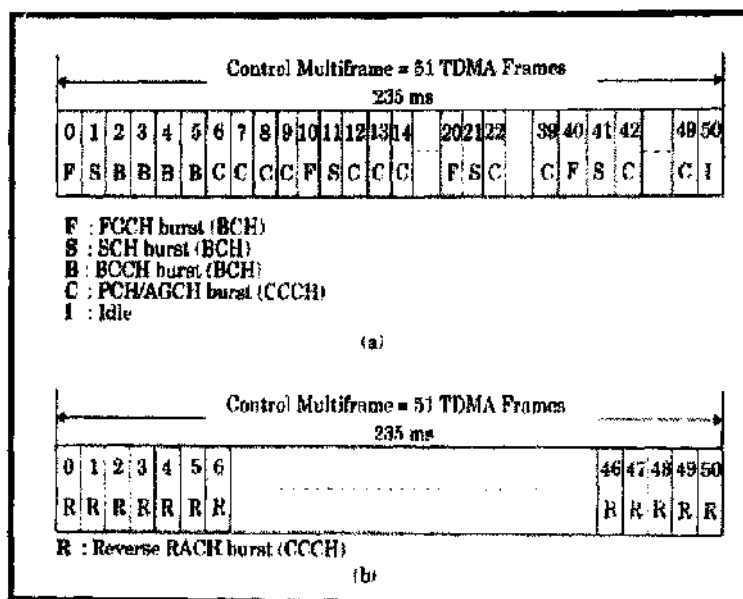 Control Multiframe = 51 TDMA Frames
235 ms
0 1 2 3 4 5 6 7 8 9 10 11 12 13 14 20 21 22 39 40 41 42 49 50
F S B B B B C C C C F S C C C F S C C F S C C I
F : FCCH burst (BCH)
S : SCH burst (BCH)
B : BCCH burst (BCH)
C : PCH/AGCH burst (CCCH)
I : Idle
(a)
Control Multiframe = 51 TDMA Frames
235 ms
0 1 2 3 4 5 6 46 47 48 49 50
R R R R R R R R R R R R
R : Reverse RACH burst (CCCH)
(b)